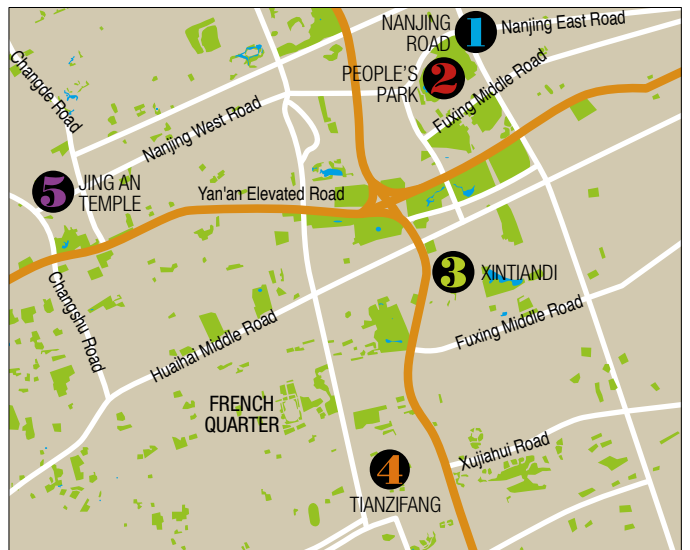 NANJING
ROAD
1
Nanjing East Road
PEOPLE'S
PARK
2
Fuxing Middle Road
Changde Road
Nanjing West Road
5
JING AN
TEMPLE
Yan'an Elevated Road
3
XINTIANDI
Changshu Road
Huaihai Middle Road
Fuxing Middle Road
FRENCH
QUARTER
4
TIANZIFANG
Xujiahui Road